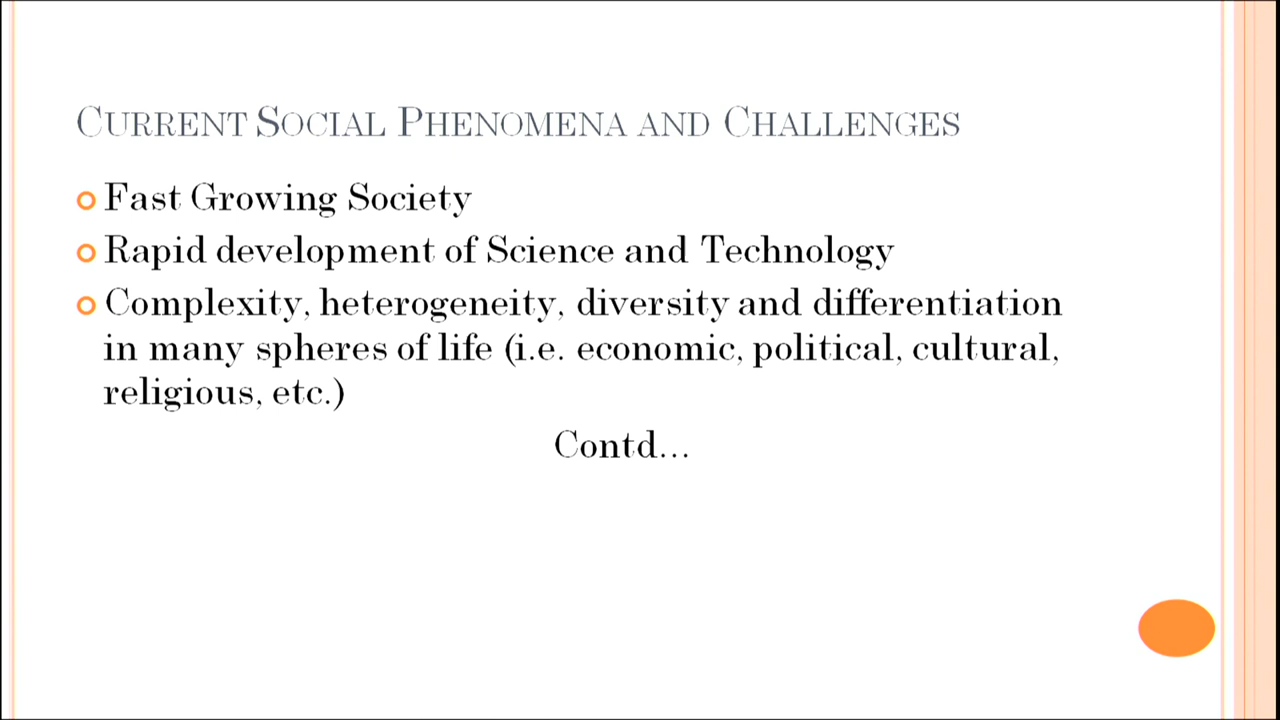 Current Social Phenomena and Challenges
Fast Growing Society
Rapid development of Science and Technology
Complexity, heterogeneity, diversity and differentiation
in many spheres of life (i.e. economic, political, cultural,
religious, etc.)
Contd...